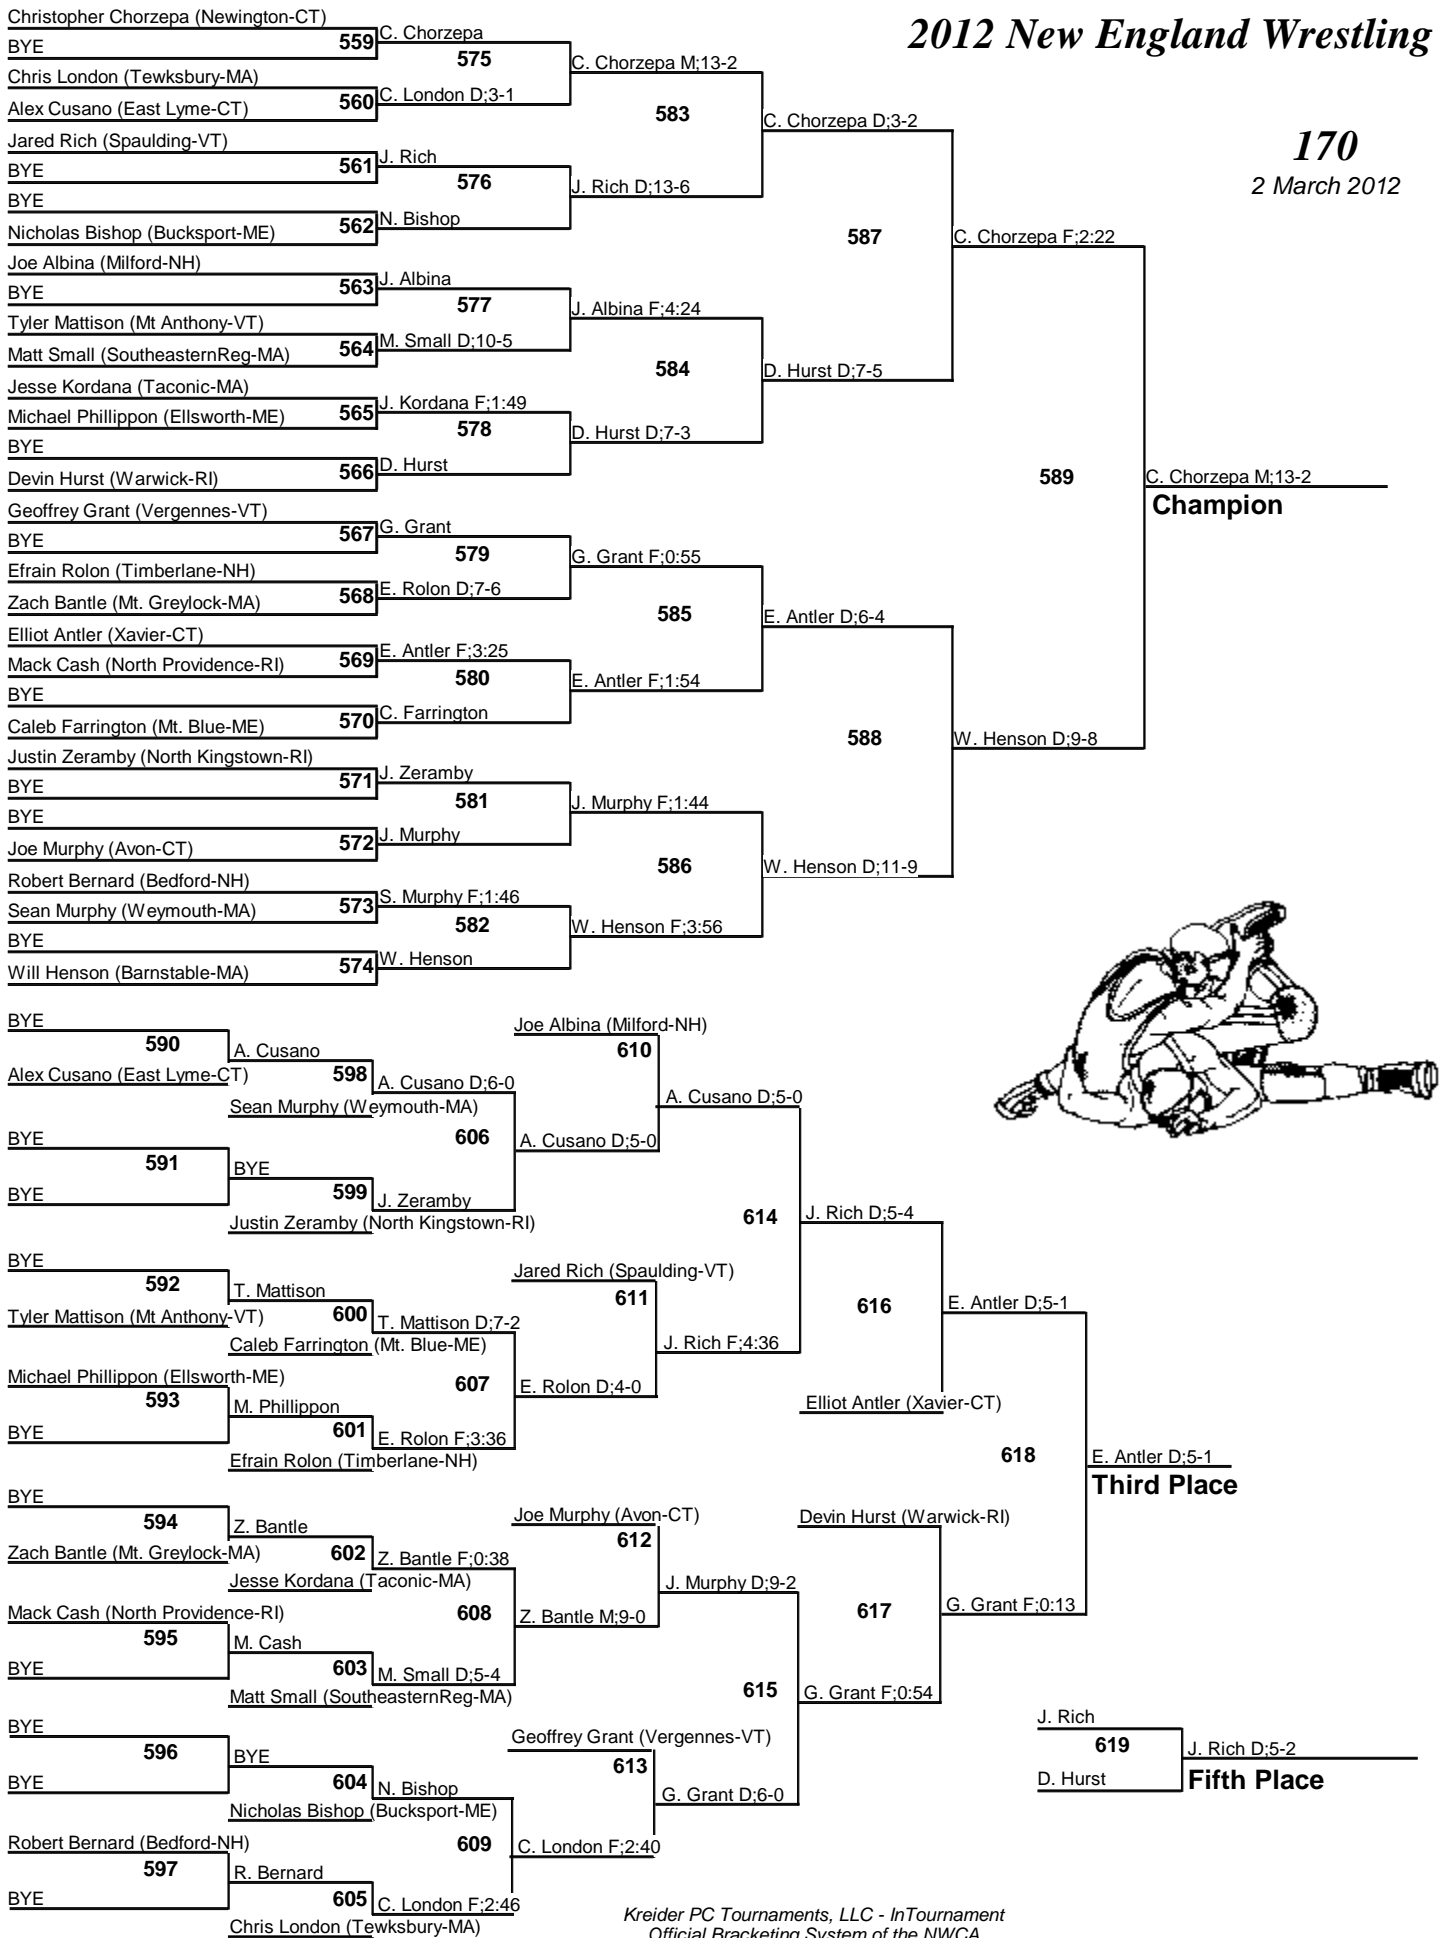 2012 New England Wrestling
170
2 March 2012
Christopher Chorzepa (Newington-CT)
BYE
559
C. Chorzepa
575
Chris London (Tewksbury-MA)
Alex Cusano (East Lyme-CT)
560
C. London D;3-1
C. Chorzepa M;13-2
583
Jared Rich (Spaulding-VT)
BYE
561
J. Rich
576
BYE
Nicholas Bishop (Bucksport-ME)
562
N. Bishop
J. Rich D;13-6
C. Chorzepa D;3-2
587
Joe Albina (Milford-NH)
BYE
563
J. Albina
577
Tyler Mattison (Mt Anthony-VT)
Matt Small (SoutheasternReg-MA)
564
M. Small D;10-5
J. Albina F;4:24
584
Jesse Kordana (Taconic-MA)
Michael Phillippon (Ellsworth-ME)
565
J. Kordana F;1:49
578
BYE
Devin Hurst (Warwick-RI)
566
D. Hurst
D. Hurst D;7-3
D. Hurst D;7-5
C. Chorzepa F;2:22
589
C. Chorzepa M;13-2
Champion
Geoffrey Grant (Vergennes-VT)
BYE
567
G. Grant
579
Efrain Rolon (Timberlane-NH)
Zach Bantle (Mt. Greylock-MA)
568
E. Rolon D;7-6
G. Grant F;0:55
585
Elliot Antler (Xavier-CT)
Mack Cash (North Providence-RI)
569
E. Antler F;3:25
580
BYE
Caleb Farrington (Mt. Blue-ME)
570
C. Farrington
E. Antler F;1:54
E. Antler D;6-4
588
W. Henson D;9-8
Justin Zeramby (North Kingstown-RI)
BYE
571
J. Zeramby
581
BYE
Joe Murphy (Avon-CT)
572
J. Murphy
J. Murphy F;1:44
586
Robert Bernard (Bedford-NH)
Sean Murphy (Weymouth-MA)
573
S. Murphy F;1:46
582
BYE
Will Henson (Barnstable-MA)
574
W. Henson
W. Henson F;3:56
W. Henson D;11-9
BYE
590
Alex Cusano (East Lyme-CT)
A. Cusano
598
Sean Murphy (Weymouth-MA)
A. Cusano D;6-0
606
BYE
591
BYE
BYE
599
Justin Zeramby (North Kingstown-RI)
J. Zeramby
A. Cusano D;5-0
Joe Albina (Milford-NH)
610
A. Cusano D;5-0
614
BYE
592
Tyler Mattison (Mt Anthony-VT)
T. Mattison
600
Caleb Farrington (Mt. Blue-ME)
T. Mattison D;7-2
607
Michael Phillippon (Ellsworth-ME)
593
BYE
M. Phillippon
601
Efrain Rolon (Timberlane-NH)
E. Rolon F;3:36
E. Rolon D;4-0
Jared Rich (Spaulding-VT)
611
J. Rich F;4:36
J. Rich D;5-4
616
Elliot Antler (Xavier-CT)
E. Antler D;5-1
618
E. Antler D;5-1
Third Place
BYE
594
Zach Bantle (Mt. Greylock-MA)
Z. Bantle
602
Jesse Kordana (Taconic-MA)
Z. Bantle F;0:38
608
Mack Cash (North Providence-RI)
595
BYE
M. Cash
603
Matt Small (SoutheasternReg-MA)
M. Small D;5-4
Z. Bantle M;9-0
Joe Murphy (Avon-CT)
612
J. Murphy D;9-2
615
Devin Hurst (Warwick-RI)
617
G. Grant F;0:13
G. Grant F;0:54
BYE
596
BYE
BYE
604
Nicholas Bishop (Bucksport-ME)
N. Bishop
609
Robert Bernard (Bedford-NH)
597
BYE
R. Bernard
605
Chris London (Tewksbury-MA)
C. London F;2:46
C. London F;2:40
Geoffrey Grant (Vergennes-VT)
613
G. Grant D;6-0
J. Rich
619
D. Hurst
J. Rich D;5-2
Fifth Place
Kreider PC Tournaments, LLC - InTournament
Official Bracketing System of the NWCA